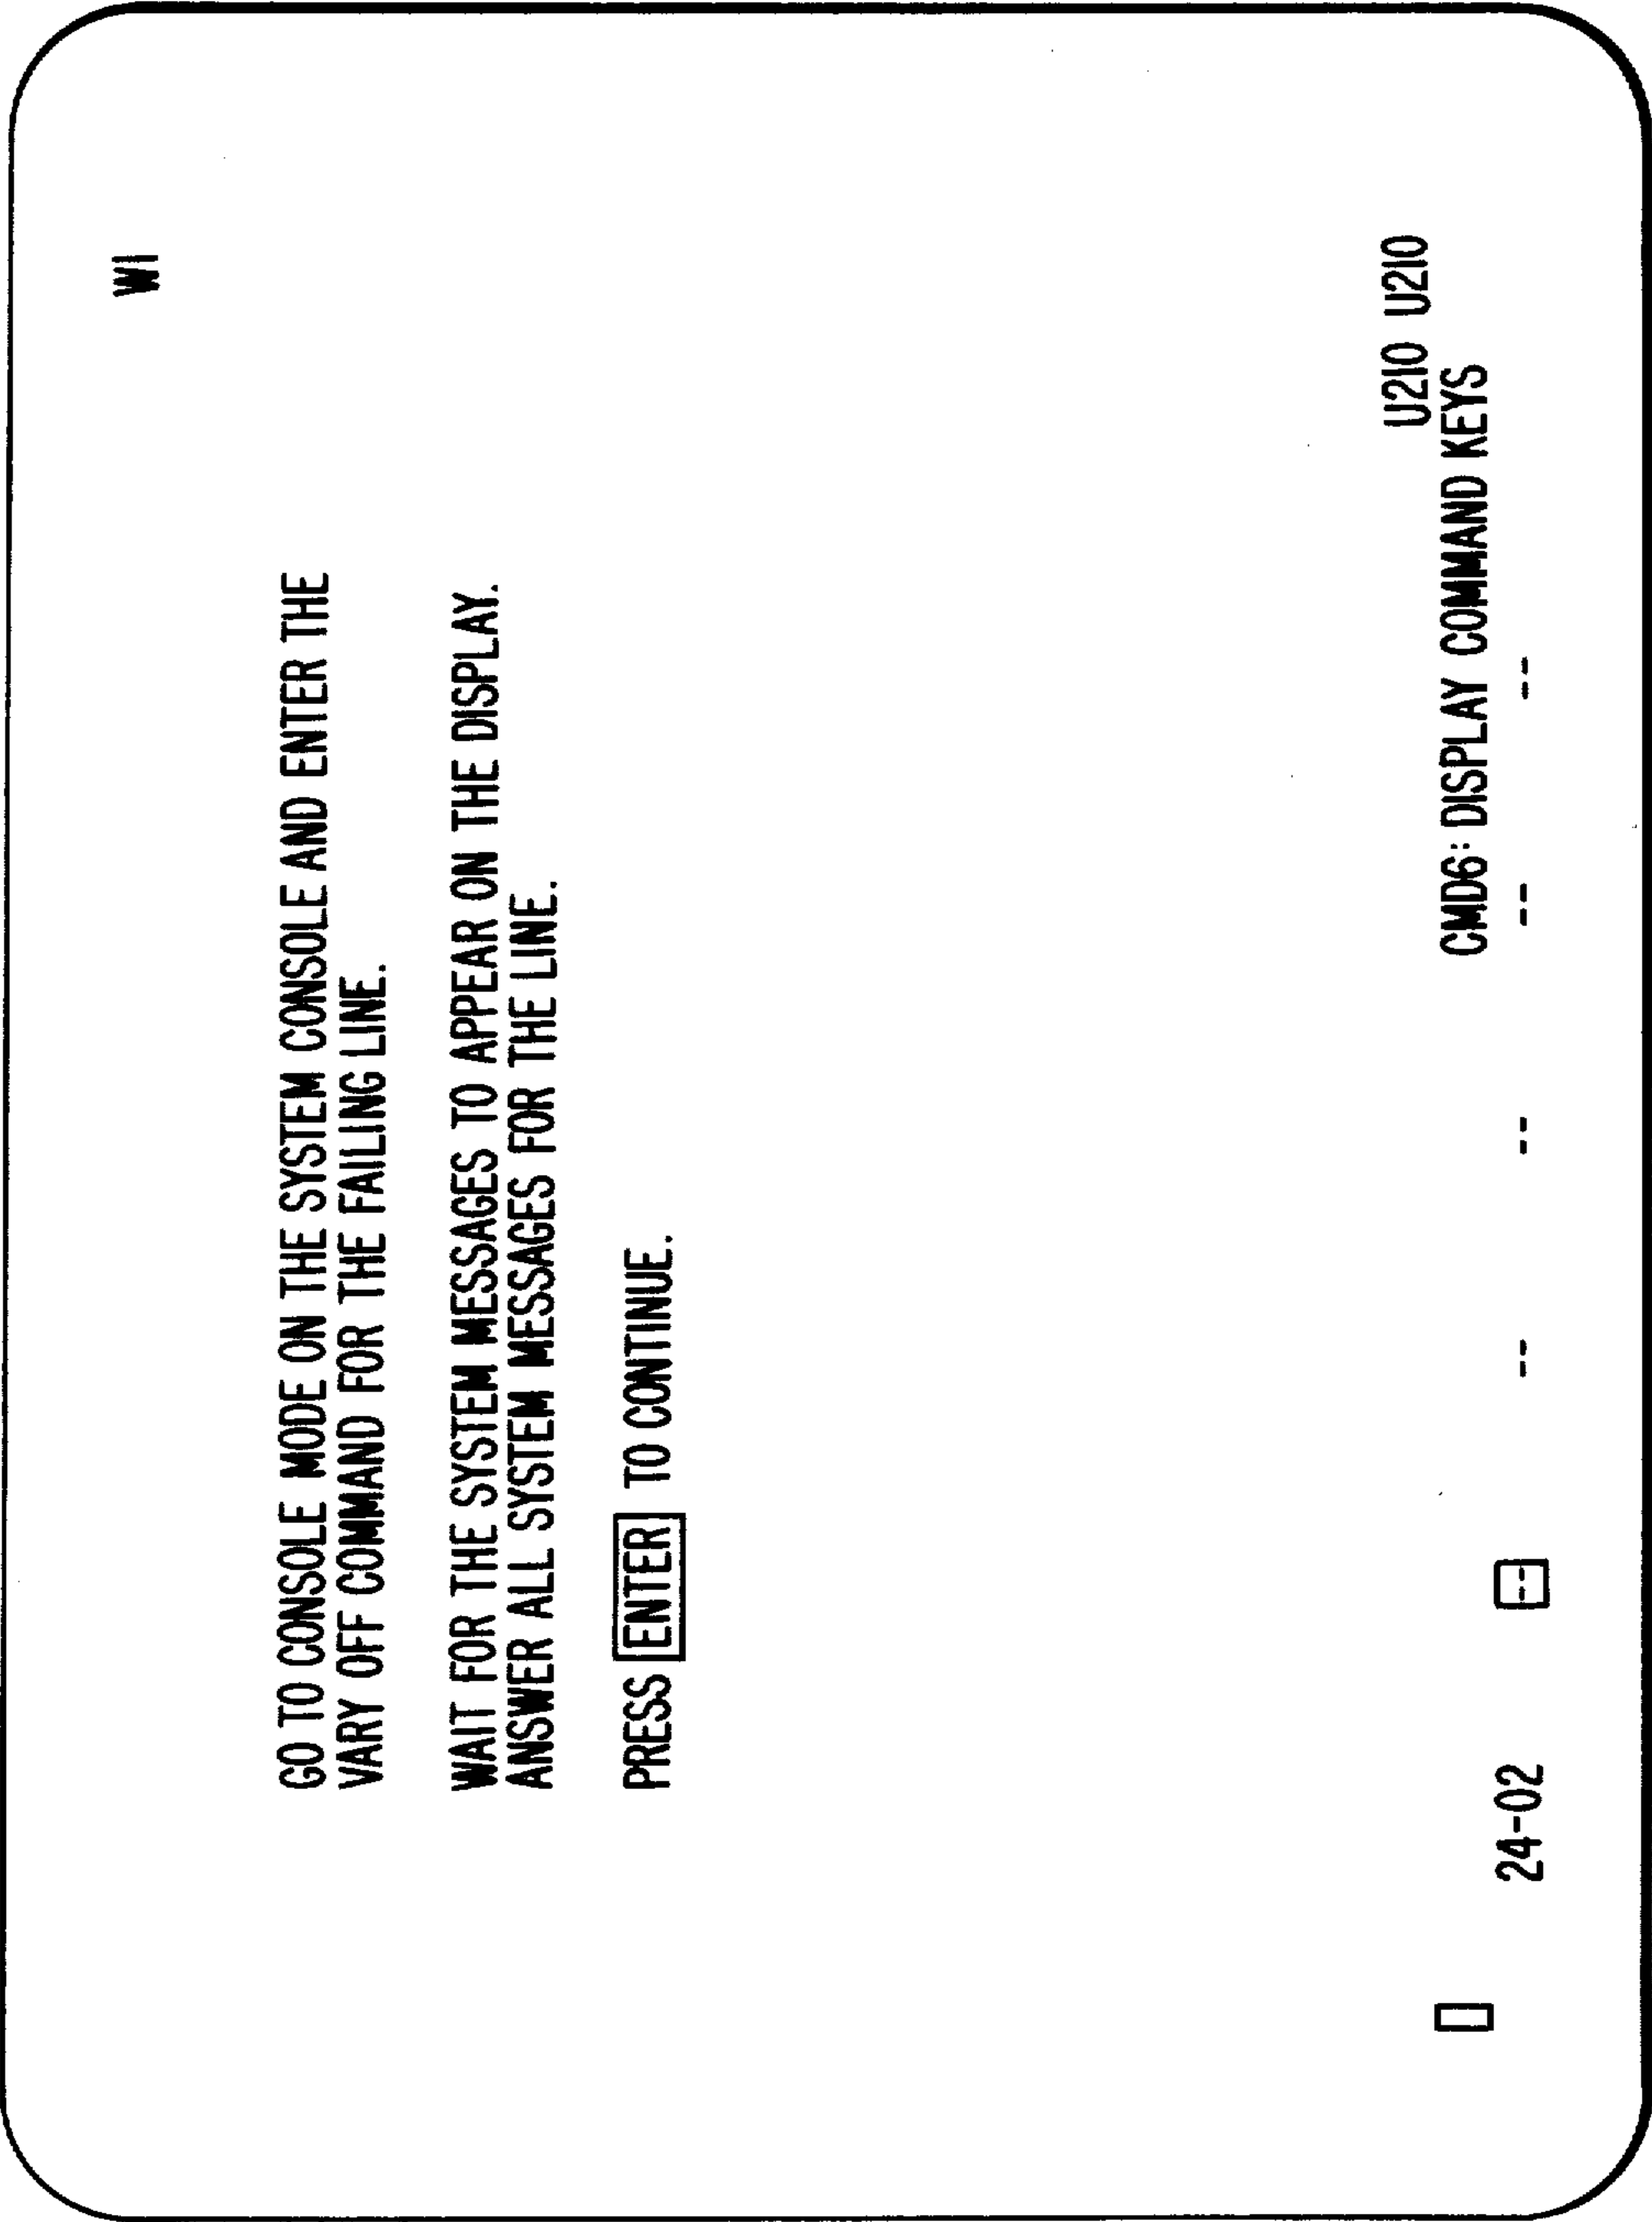 W1
GO TO CONSOLE MODE ON THE SYSTEM CONSOLE AND ENTER THE
VARY OFF COMMAND FOR THE FAILING LINE.
WAIT FOR THE SYSTEM MESSAGES TO APPEAR ON THE DISPLAY.
ANSWER ALL SYSTEM MESSAGES FOR THE LINE.
PRESS ENTER TO CONTINUE.
U210 U210
CMD6: DISPLAY COMMAND KEYS
24-02 -- -- -- -- --